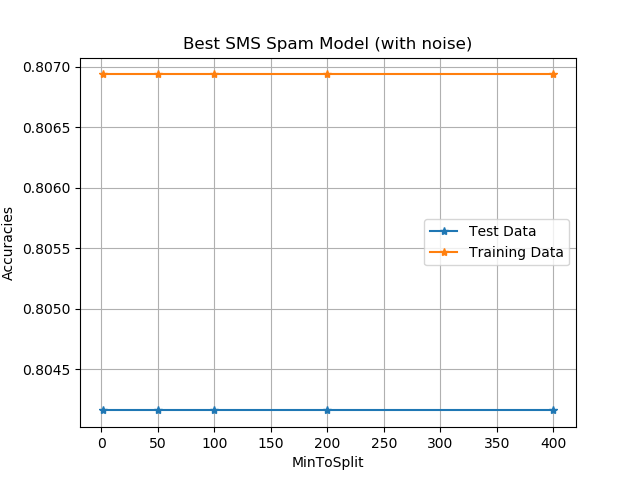 Best SMS Spam Model (with noise)
0.8070
0.8065
0.8060
0.8055
0.8050
0.8045
Accuracies
Test Data
Training Data
0 50 100 150 200 250 300 350 400
MinToSplit